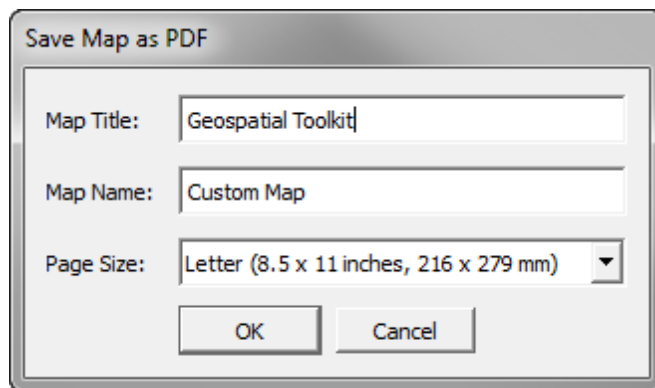 Save Map as PDF
Map Title: Geospatial Toolkit
Map Name: Custom Map
Page Size: Letter (8.5 x 11 inches, 216 x 279 mm)
OK Cancel